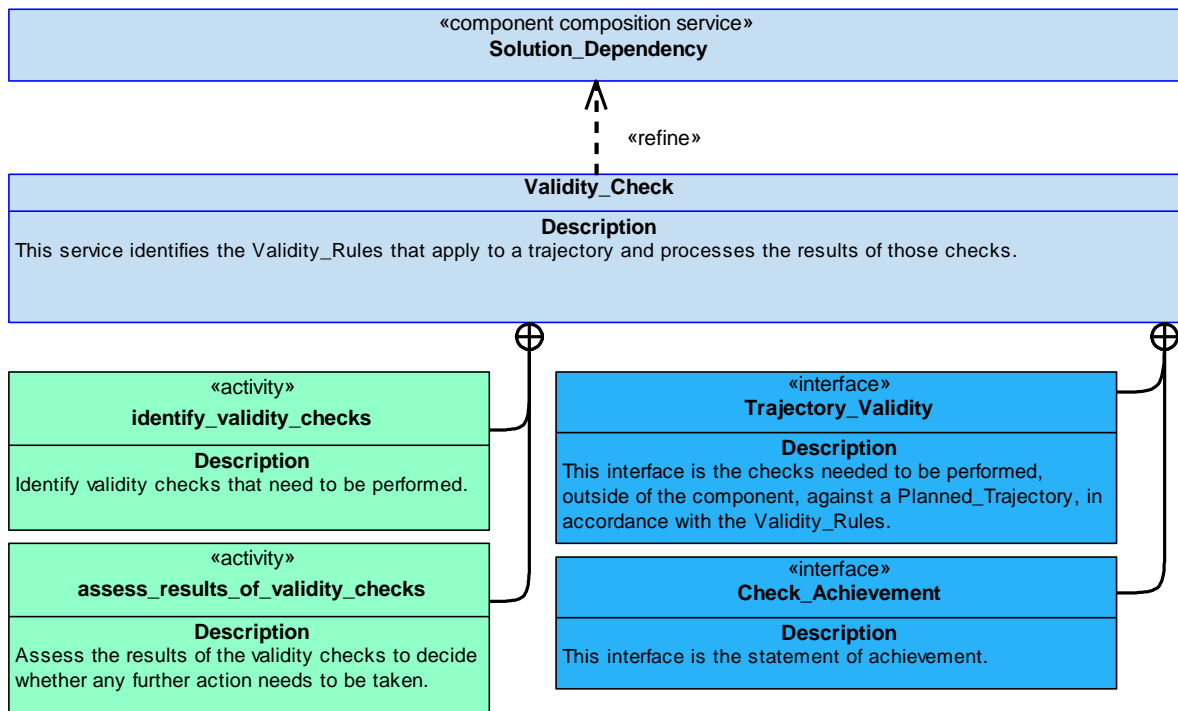 «component composition service»
Solution_Dependency
«refine»
Validity_Check
Description
This service identifies the Validity_Rules that apply to a trajectory and processes the results of those checks.
«activity»
identify_validity_checks
Description
Identify validity checks that need to be performed.
«activity»
assess_results_of_validity_checks
Description
Assess the results of the validity checks to decide
whether any further action needs to be taken.
«interface»
Trajectory_Validity
Description
This interface is the checks needed to be performed,
outside of the component, against a Planned_Trajectory, in
accordance with the Validity_Rules.
«interface»
Check_Achievement
Description
This interface is the statement of achievement.